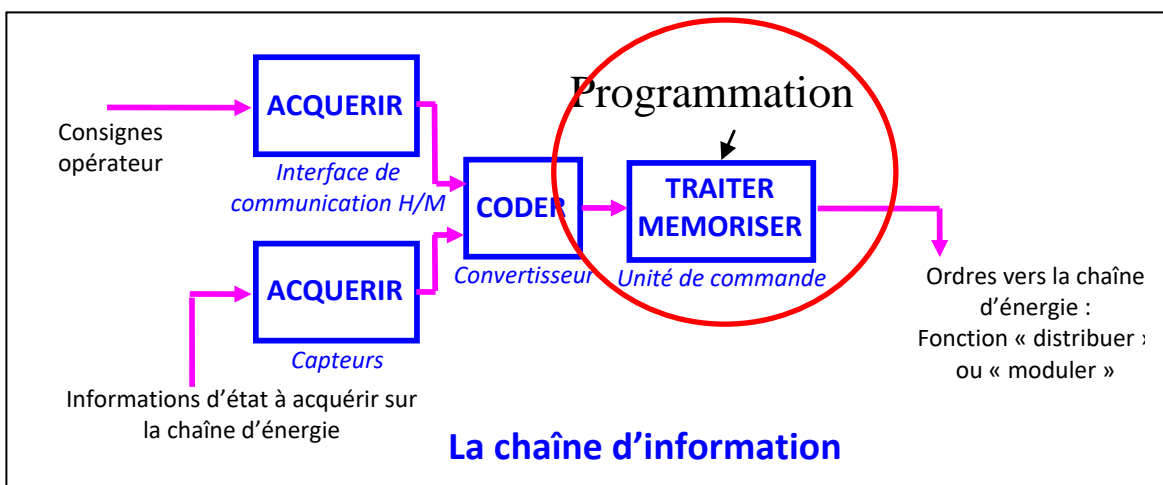 Programmation
ACQUERIR
Consignes
opérateur
Interface de
communication H/M
CODER
Convertisseur
TRAITER
MEMORISER
Unité de commande
ACQUERIR
Capteurs
Informations d’état à acquérir sur
la chaîne d’énergie
Ordres vers la chaîne
d’énergie :
Fonction « distribuer »
ou « moduler »
La chaîne d’information